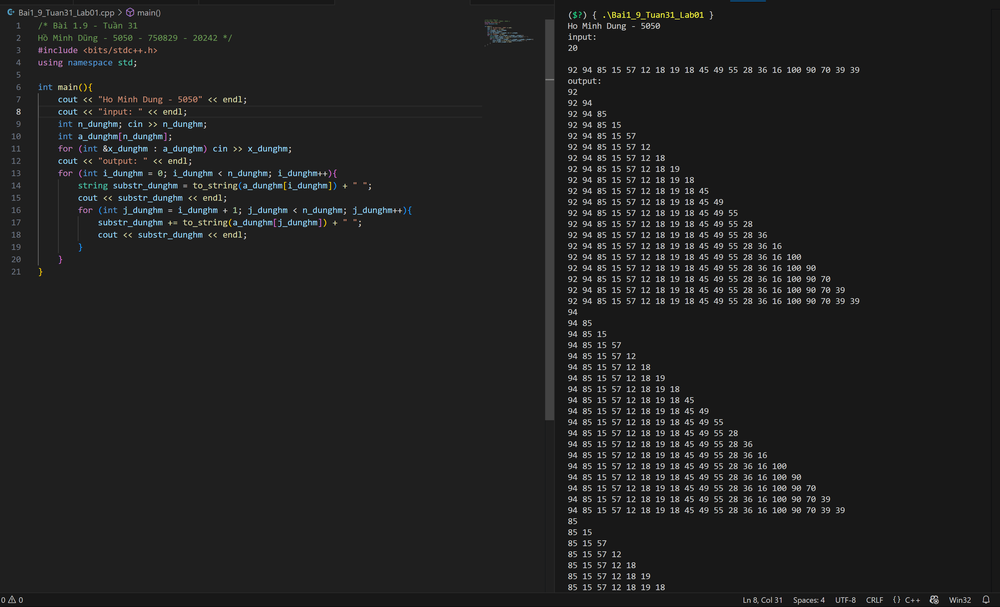 Bai1_9_Tuan31_Lab01.cpp > main()
1 /* Bài 1.9 - Tuần 31
2 Hồ Minh Dũng - 5050 - 750829 - 20242 */
3 #include <bits/stdc++.h>
4 using namespace std;
5
6 int main(){
7     cout << "Ho Minh Dung - 5050" << endl;
8     cout << "input: " << endl;
9     int n_dunghm; cin >> n_dunghm;
10     int a_dunghm[n_dunghm];
11     for (int &x_dunghm : a_dunghm) cin >> x_dunghm;
12     cout << "output: " << endl;
13     for (int i_dunghm = 0; i_dunghm < n_dunghm; i_dunghm++){
14         string substr_dunghm = to_string(a_dunghm[i_dunghm]) + " ";
15         cout << substr_dunghm << endl;
16         for (int j_dunghm = i_dunghm + 1; j_dunghm < n_dunghm; j_dunghm++){
17             substr_dunghm += to_string(a_dunghm[j_dunghm]) + " ";
18             cout << substr_dunghm << endl;
19         }
20     }
21 }
($?) { .\Bai1_9_Tuan31_Lab01 }
Ho Minh Dung - 5050
input:
20
92 94 85 15 57 12 18 19 18 45 49 55 28 36 16 100 90 70 39 39
output:
92
92 94
92 94 85
92 94 85 15
92 94 85 15 57
92 94 85 15 57 12
92 94 85 15 57 12 18
92 94 85 15 57 12 18 19
92 94 85 15 57 12 18 19 18
92 94 85 15 57 12 18 19 18 45
92 94 85 15 57 12 18 19 18 45 49
92 94 85 15 57 12 18 19 18 45 49 55
92 94 85 15 57 12 18 19 18 45 49 55 28
92 94 85 15 57 12 18 19 18 45 49 55 28 36
92 94 85 15 57 12 18 19 18 45 49 55 28 36 16
92 94 85 15 57 12 18 19 18 45 49 55 28 36 16 100
92 94 85 15 57 12 18 19 18 45 49 55 28 36 16 100 90
92 94 85 15 57 12 18 19 18 45 49 55 28 36 16 100 90 70
92 94 85 15 57 12 18 19 18 45 49 55 28 36 16 100 90 70 39
92 94 85 15 57 12 18 19 18 45 49 55 28 36 16 100 90 70 39 39
94
94 85
94 85 15
94 85 15 57
94 85 15 57 12
94 85 15 57 12 18
94 85 15 57 12 18 19
94 85 15 57 12 18 19 18
94 85 15 57 12 18 19 18 45
94 85 15 57 12 18 19 18 45 49
94 85 15 57 12 18 19 18 45 49 55
94 85 15 57 12 18 19 18 45 49 55 28
94 85 15 57 12 18 19 18 45 49 55 28 36
94 85 15 57 12 18 19 18 45 49 55 28 36 16
94 85 15 57 12 18 19 18 45 49 55 28 36 16 100
94 85 15 57 12 18 19 18 45 49 55 28 36 16 100 90
94 85 15 57 12 18 19 18 45 49 55 28 36 16 100 90 70
94 85 15 57 12 18 19 18 45 49 55 28 36 16 100 90 70 39
94 85 15 57 12 18 19 18 45 49 55 28 36 16 100 90 70 39 39
85
85 15
85 15 57
85 15 57 12
85 15 57 12 18
85 15 57 12 18 19
85 15 57 12 18 19 18
0 0 Ln 8, Col 31 Spaces: 4 UTF-8 CRLF {} C++ Win32